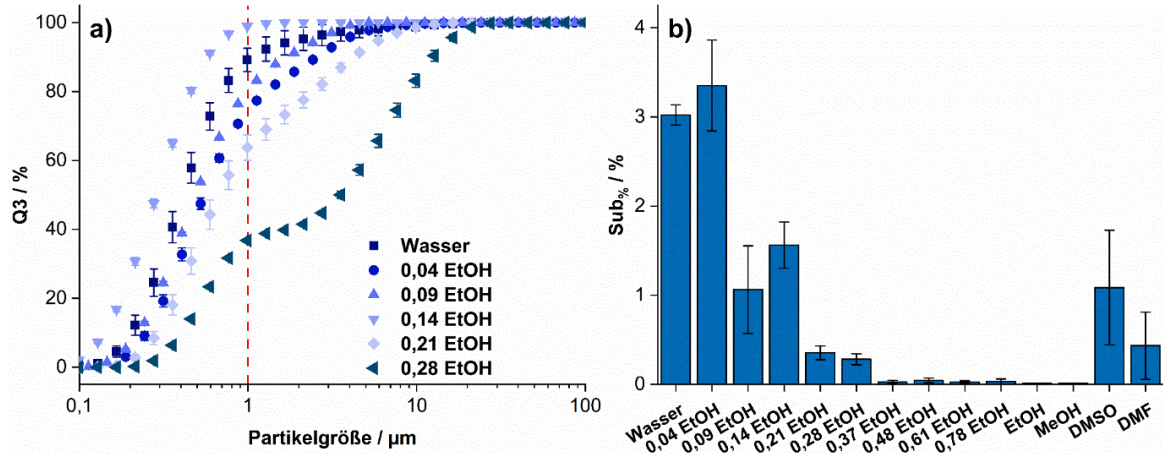 a)
100
80
60
40
20
0
Q3 / %
0,1
1
10
100
Partikelgröße / µm
Wasser
0,04 EtOH
0,09 EtOH
0,14 EtOH
0,21 EtOH
0,28 EtOH
b)
4
3
2
1
0
Sub% / %
Wasser
0,04 EtOH
0,09 EtOH
0,14 EtOH
0,21 EtOH
0,28 EtOH
0,37 EtOH
0,48 EtOH
0,61 EtOH
0,78 EtOH
EtOH
MeOH
DMSO
DMF